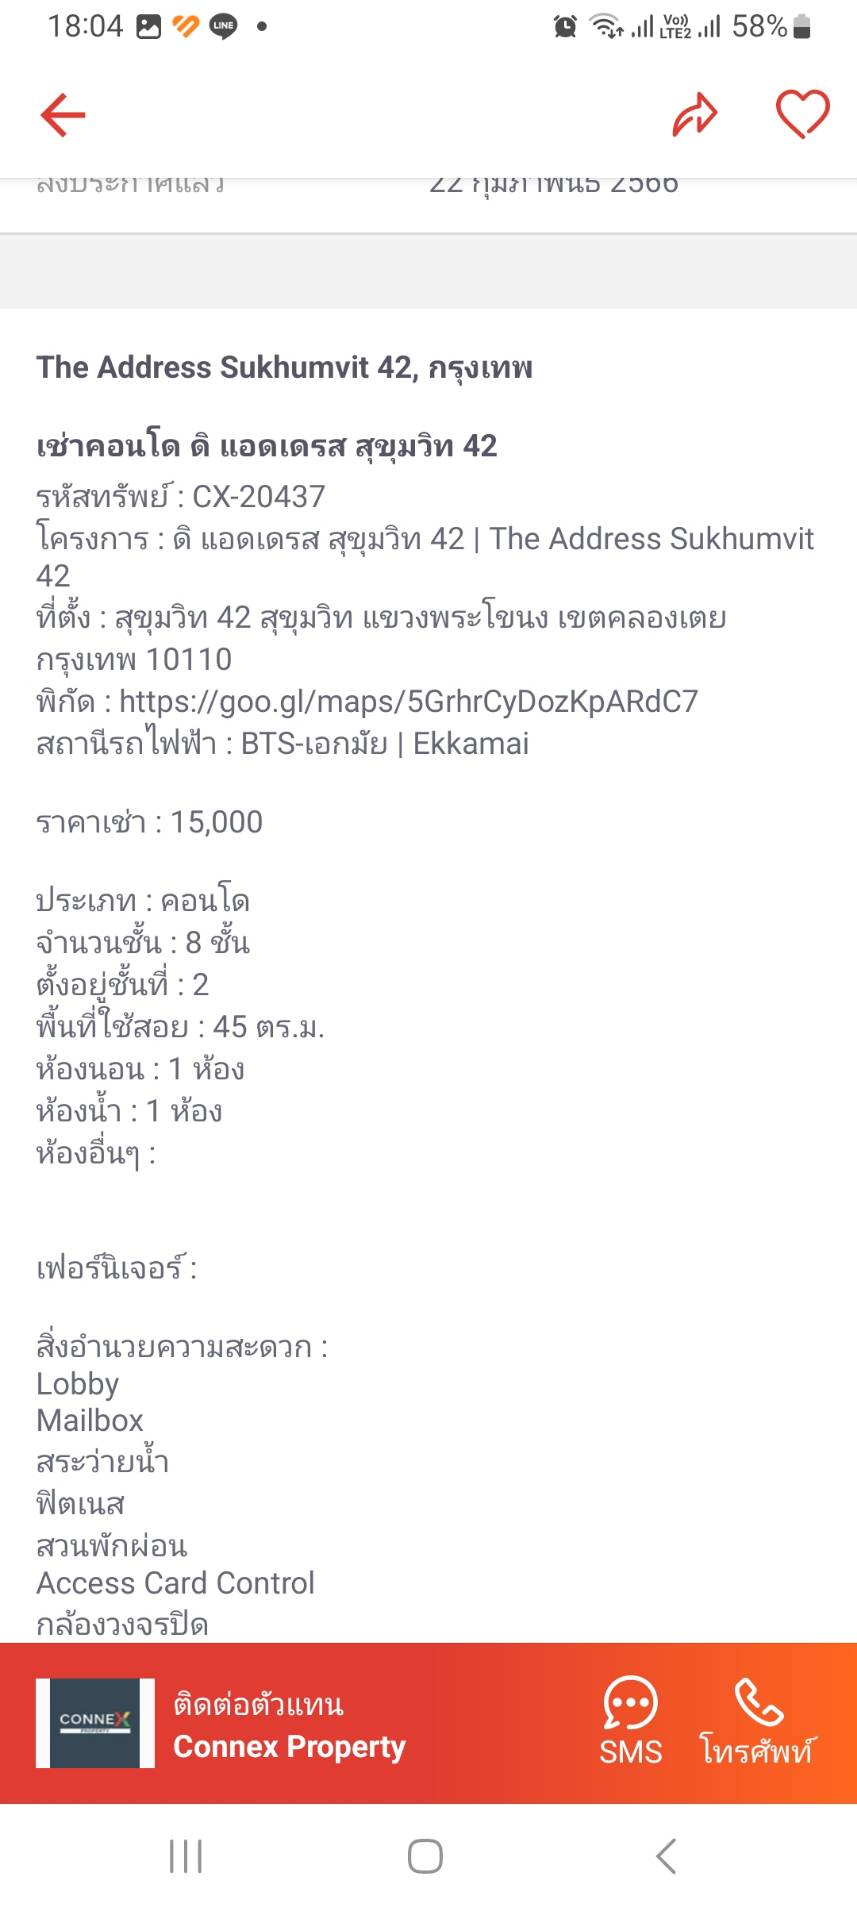 18:04 LINE Vo)) LTE2 58%
ลงประกาศแล้ว 22 กุมภาพันธ์ 2566
The Address Sukhumvit 42, กรุงเทพ
เช่าคอนโด ดิ แอดเดรส สุขุมวิท 42
รหัสทรัพย์ : CX-20437
โครงการ : ดิ แอดเดรส สุขุมวิท 42 | The Address Sukhumvit
42
ที่ตั้ง : สุขุมวิท 42 สุขุมวิท แขวงพระโขนง เขตคลองเตย
กรุงเทพ 10110
พิกัด : https://goo.gl/maps/5GrhrCyDozKpARdC7
สถานีรถไฟฟ้า : BTS-เอกมัย | Ekkamai
ราคาเช่า : 15,000
ประเภท : คอนโด
จำนวนชั้น : 8 ชั้น
ตั้งอยู่ชั้นที่ : 2
พื้นที่ใช้สอย : 45 ตร.ม.
ห้องนอน : 1 ห้อง
ห้องน้ำ : 1 ห้อง
ห้องอื่นๆ :
เฟอร์นิเจอร์ :
สิ่งอำนวยความสะดวก :
Lobby
Mailbox
สระว่ายน้ำ
ฟิตเนส
สวนพักผ่อน
Access Card Control
กล้องวงจรปิด
CONNEX
PROPERTY
ติดต่อตัวแทน
Connex Property
SMS
โทรศัพท์